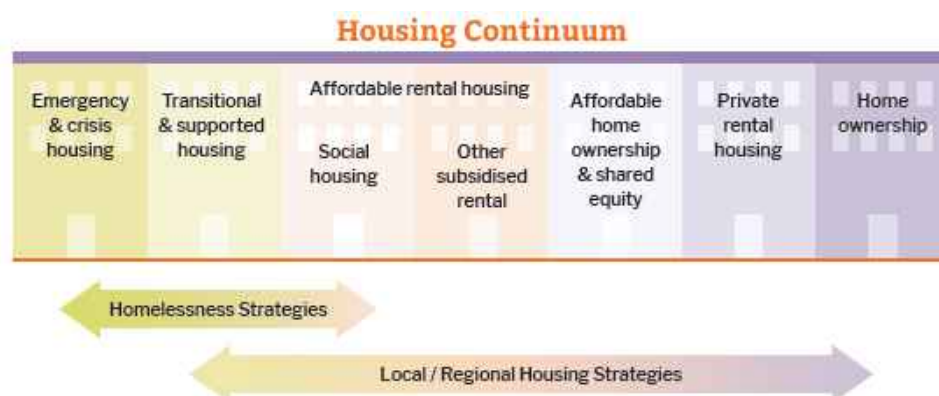 Housing Continuum
Emergency
& crisis
housing
Transitional
& supported
housing
Affordable rental housing
Social
housing
Other
subsidised
rental
Affordable
home
ownership
& shared
equity
Private
rental
housing
Home
ownership
Homelessness Strategies
Local / Regional Housing Strategies